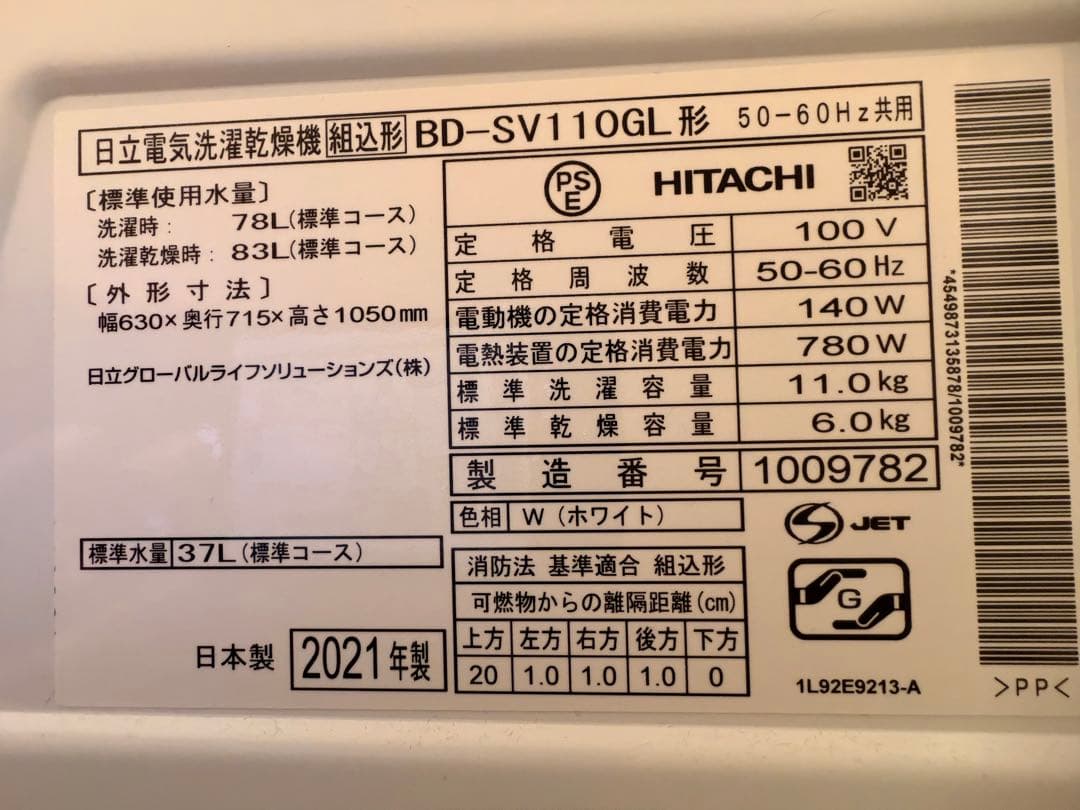 日立電気洗濯乾燥機 組込形 BD-SV110GL形 50-60Hz共用
〔標準使用水量〕
洗濯時： 78L(標準コース)
洗濯乾燥時： 83L(標準コース)
〔外形寸法〕
幅630×奥行715×高さ1050mm
日立グローバルライフソリューションズ(株)
標準水量 37L(標準コース)
日本製 2021年製
PS
E
HITACHI
定格電圧 100V
定格周波数 50-60Hz
電動機の定格消費電力 140W
電熱装置の定格消費電力 780W
標準洗濯容量 11.0kg
標準乾燥容量 6.0kg
製造番号 1009782
色相 W (ホワイト)
消防法 基準適合 組込形
可燃物からの離隔距離(cm)
上方 左方 右方 後方 下方
20 1.0 1.0 1.0 0
S JET
G
1L92E9213-A
*4549873135878/1009782*
>PP<